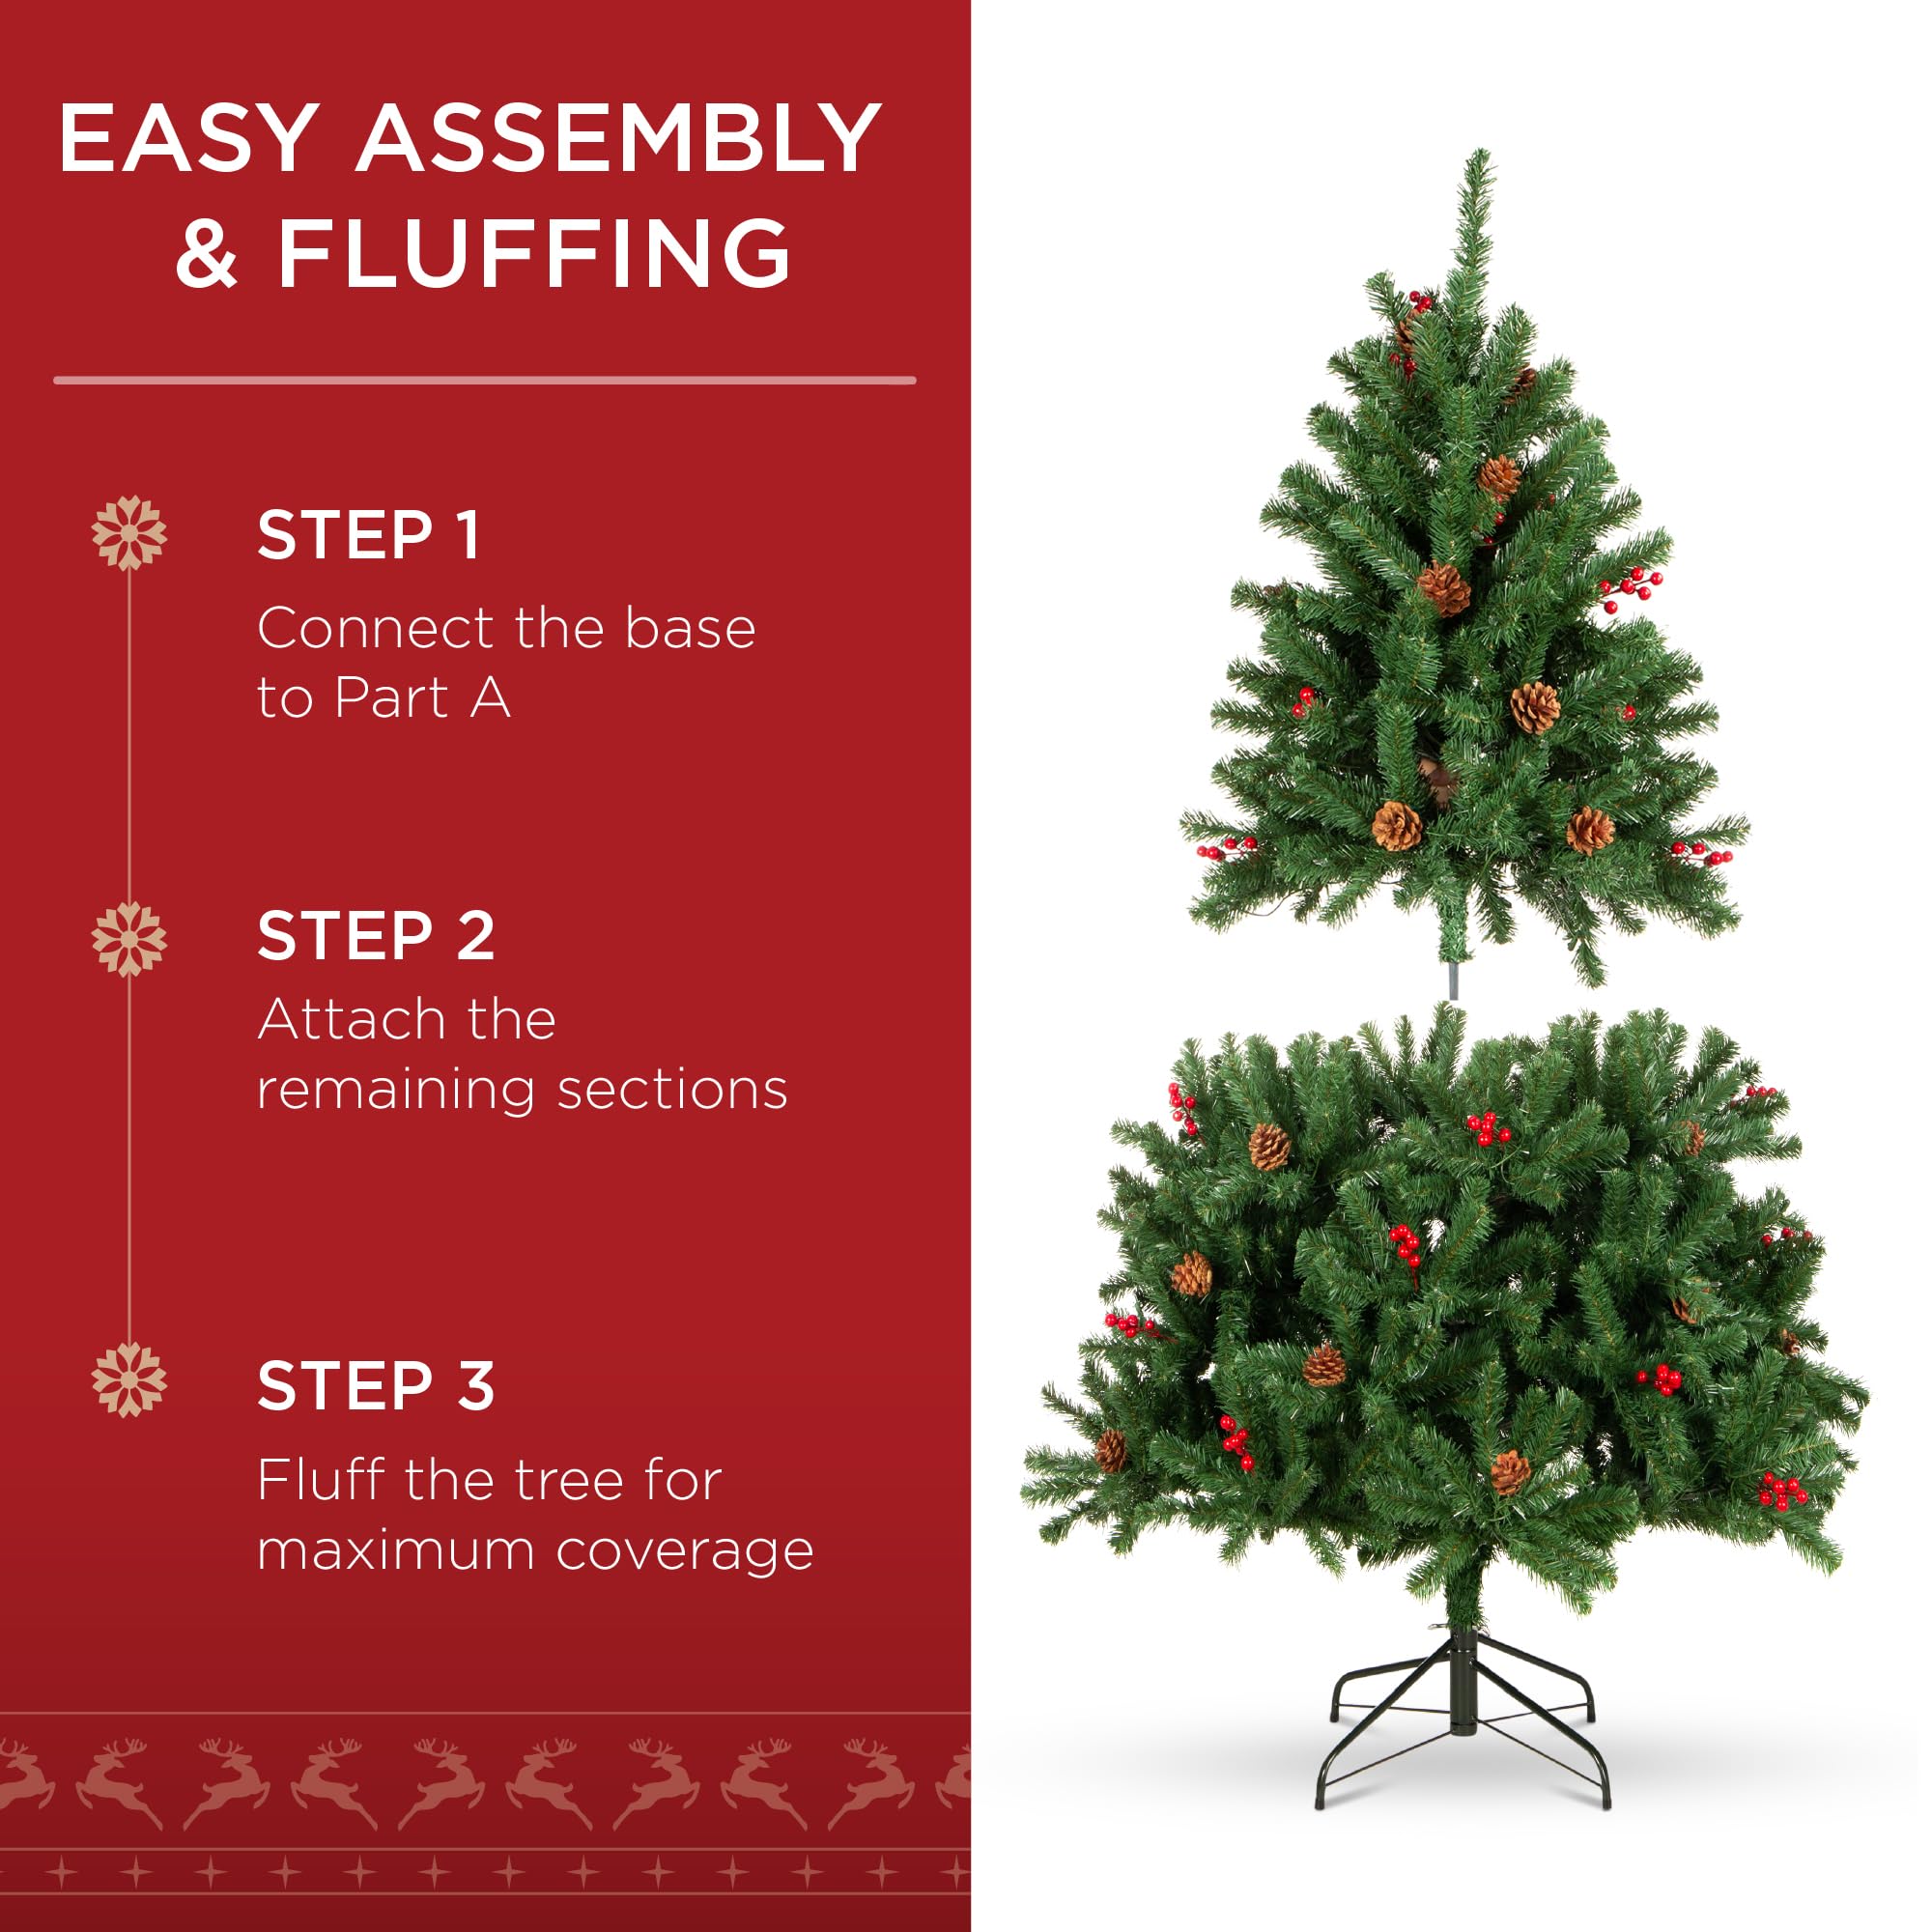 EASY ASSEMBLY
& FLUFFING
STEP 1
Connect the base
to Part A
STEP 2
Attach the
remaining sections
STEP 3
Fluff the tree for
maximum coverage